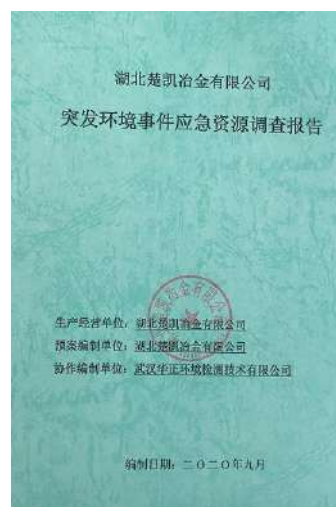 湖北楚凯冶金有限公司
突发环境事件应急资源调查报告
生产经营单位：湖北楚凯冶金有限公司
预案编制单位：湖北楚凯冶金有限公司
协作编制单位：武汉华正环境检测技术有限公司
编制日期：二〇二〇年九月